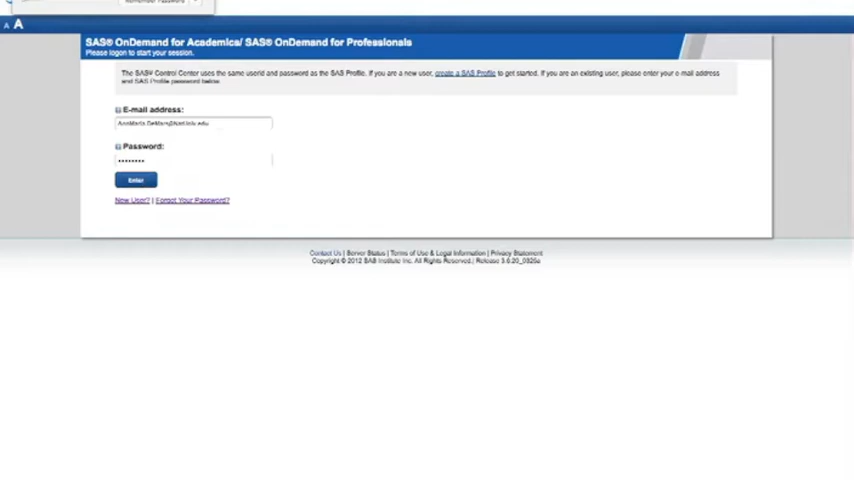 Remember Password
A A
SAS® OnDemand for Academics/ SAS® OnDemand for Professionals
Please logon to start your session.
The SAS® Control Center uses the same userid and password as the SAS Profile. If you are a new user, create a SAS Profile to get started. If you are an existing user, please enter your e-mail address
and SAS Profile password below.
E-mail address:
Password:
••••••••
Enter
New User? | Forgot Your Password?
Contact Us | Server Status | Terms of Use & Legal Information | Privacy Statement
Copyright © 2012 SAS Institute Inc. All Rights Reserved. | Release